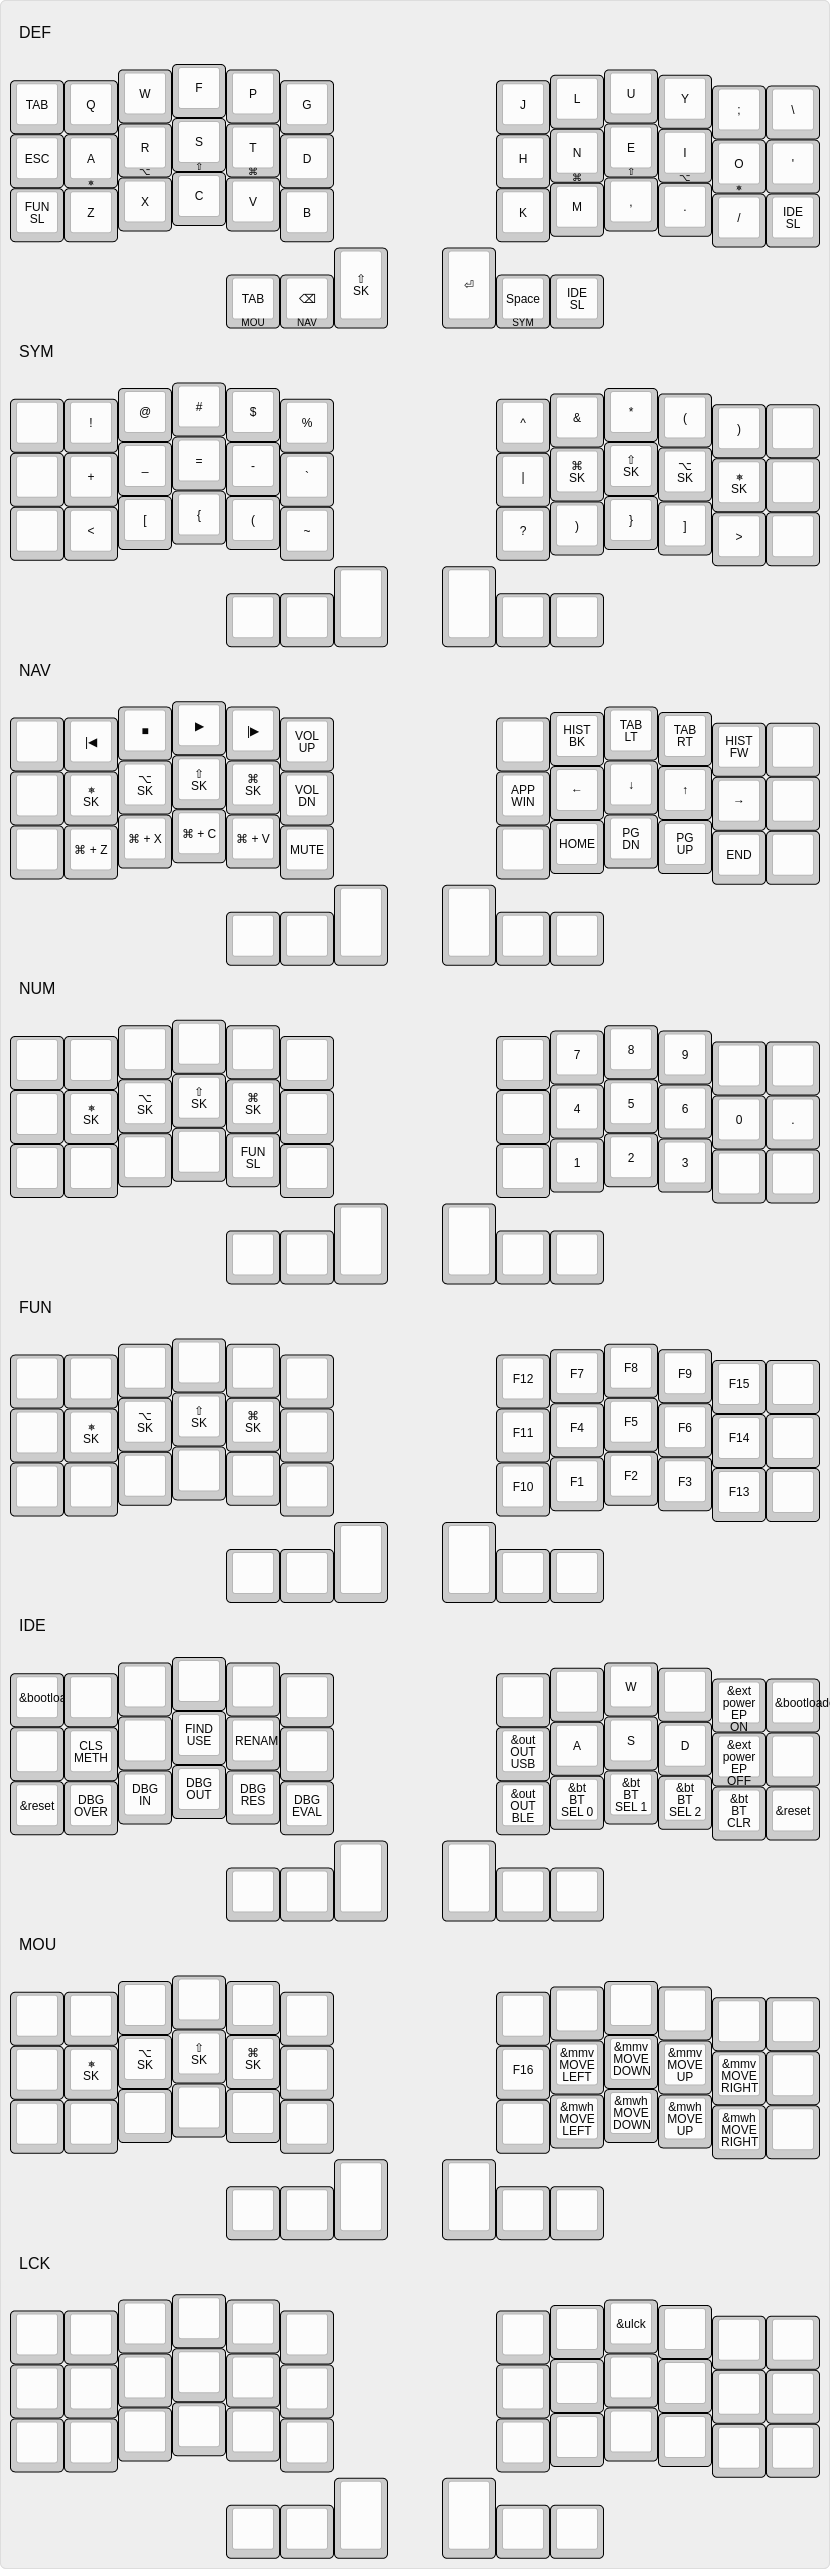 DEF
TAB Q W F P G J L U Y ; \
ESC A R S T D H N E I O '
⎈ ⌥ ⇧ ⌘ ⌘ ⇧ ⌥ ⎈
FUN SL Z X C V B K M , . / IDE SL
TAB ⌫ ⇧ SK ⏎ Space IDE SL
MOU NAV SYM
SYM
! @ # $ % ^ & * ( )
+ _ = - ` | ⌘ SK ⇧ SK ⌥ SK ⎈ SK
< [ { ( ~ ? ) } ] >
NAV
|◀ ■ ▶ |▶ VOL UP HIST BK TAB LT TAB RT HIST FW
⎈ SK ⌥ SK ⇧ SK ⌘ SK VOL DN APP WIN ← ↓ ↑ →
⌘ + Z ⌘ + X ⌘ + C ⌘ + V MUTE HOME PG DN PG UP END
NUM
7 8 9
⎈ SK ⌥ SK ⇧ SK ⌘ SK 4 5 6 0 .
FUN SL 1 2 3
FUN
F12 F7 F8 F9 F15
⎈ SK ⌥ SK ⇧ SK ⌘ SK F11 F4 F5 F6 F14
F10 F1 F2 F3 F13
IDE
&bootloa W &ext power EP ON &bootloade
CLS METH FIND USE RENAM &out OUT USB A S D &ext power EP OFF
&reset DBG OVER DBG IN DBG OUT DBG RES DBG EVAL &out OUT BLE &bt BT SEL 0 &bt BT SEL 1 &bt BT SEL 2 &bt BT CLR &reset
MOU
⎈ SK ⌥ SK ⇧ SK ⌘ SK F16 &mmv MOVE LEFT &mmv MOVE DOWN &mmv MOVE UP &mmv MOVE RIGHT
&mwh MOVE LEFT &mwh MOVE DOWN &mwh MOVE UP &mwh MOVE RIGHT
LCK
&ulck